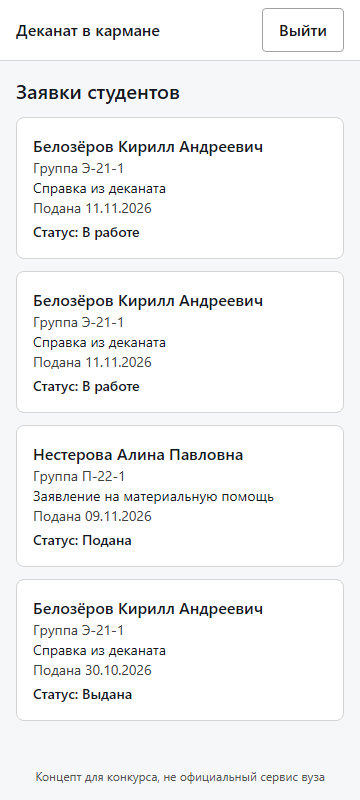 Деканат в кармане
Выйти
Заявки студентов
Белозёров Кирилл Андреевич
Группа Э-21-1
Справка из деканата
Подана 11.11.2026
Статус: В работе
Белозёров Кирилл Андреевич
Группа Э-21-1
Справка из деканата
Подана 11.11.2026
Статус: В работе
Нестерова Алина Павловна
Группа П-22-1
Заявление на материальную помощь
Подана 09.11.2026
Статус: Подана
Белозёров Кирилл Андреевич
Группа Э-21-1
Справка из деканата
Подана 30.10.2026
Статус: Выдана
Концепт для конкурса, не официальный сервис вуза